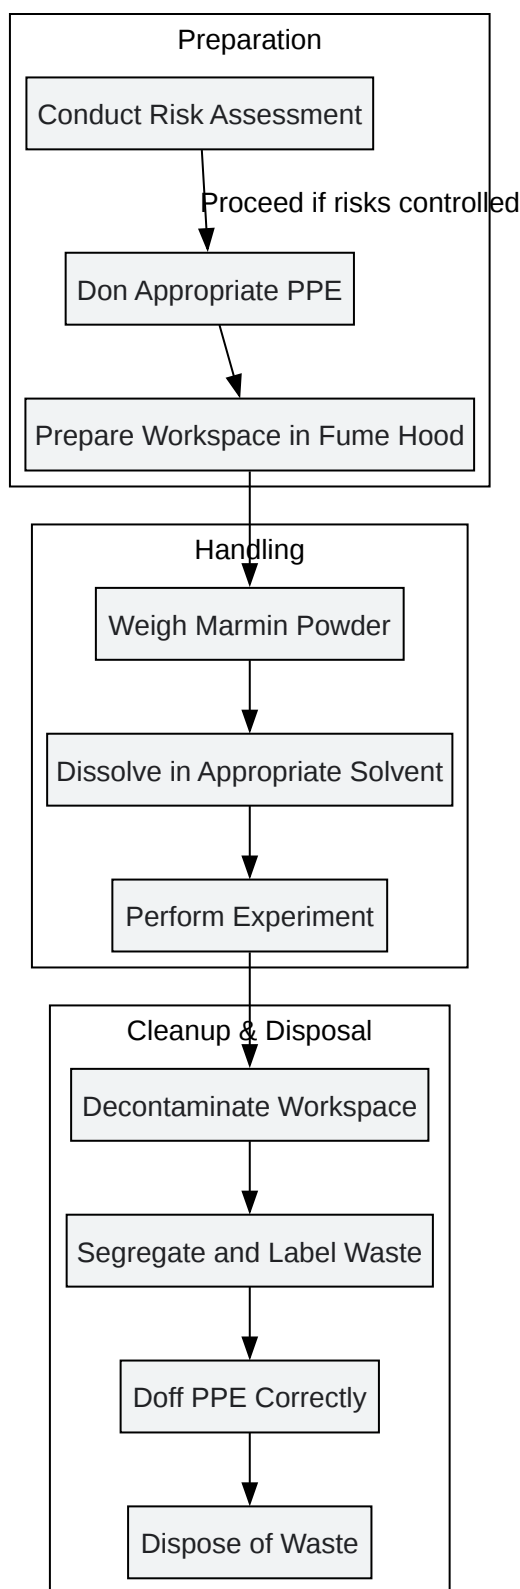 Preparation
Conduct Risk Assessment
Proceed if risks controlled
Don Appropriate PPE
Prepare Workspace in Fume Hood
Handling
Weigh Marmin Powder
Dissolve in Appropriate Solvent
Perform Experiment
Cleanup & Disposal
Decontaminate Workspace
Segregate and Label Waste
Doff PPE Correctly
Dispose of Waste